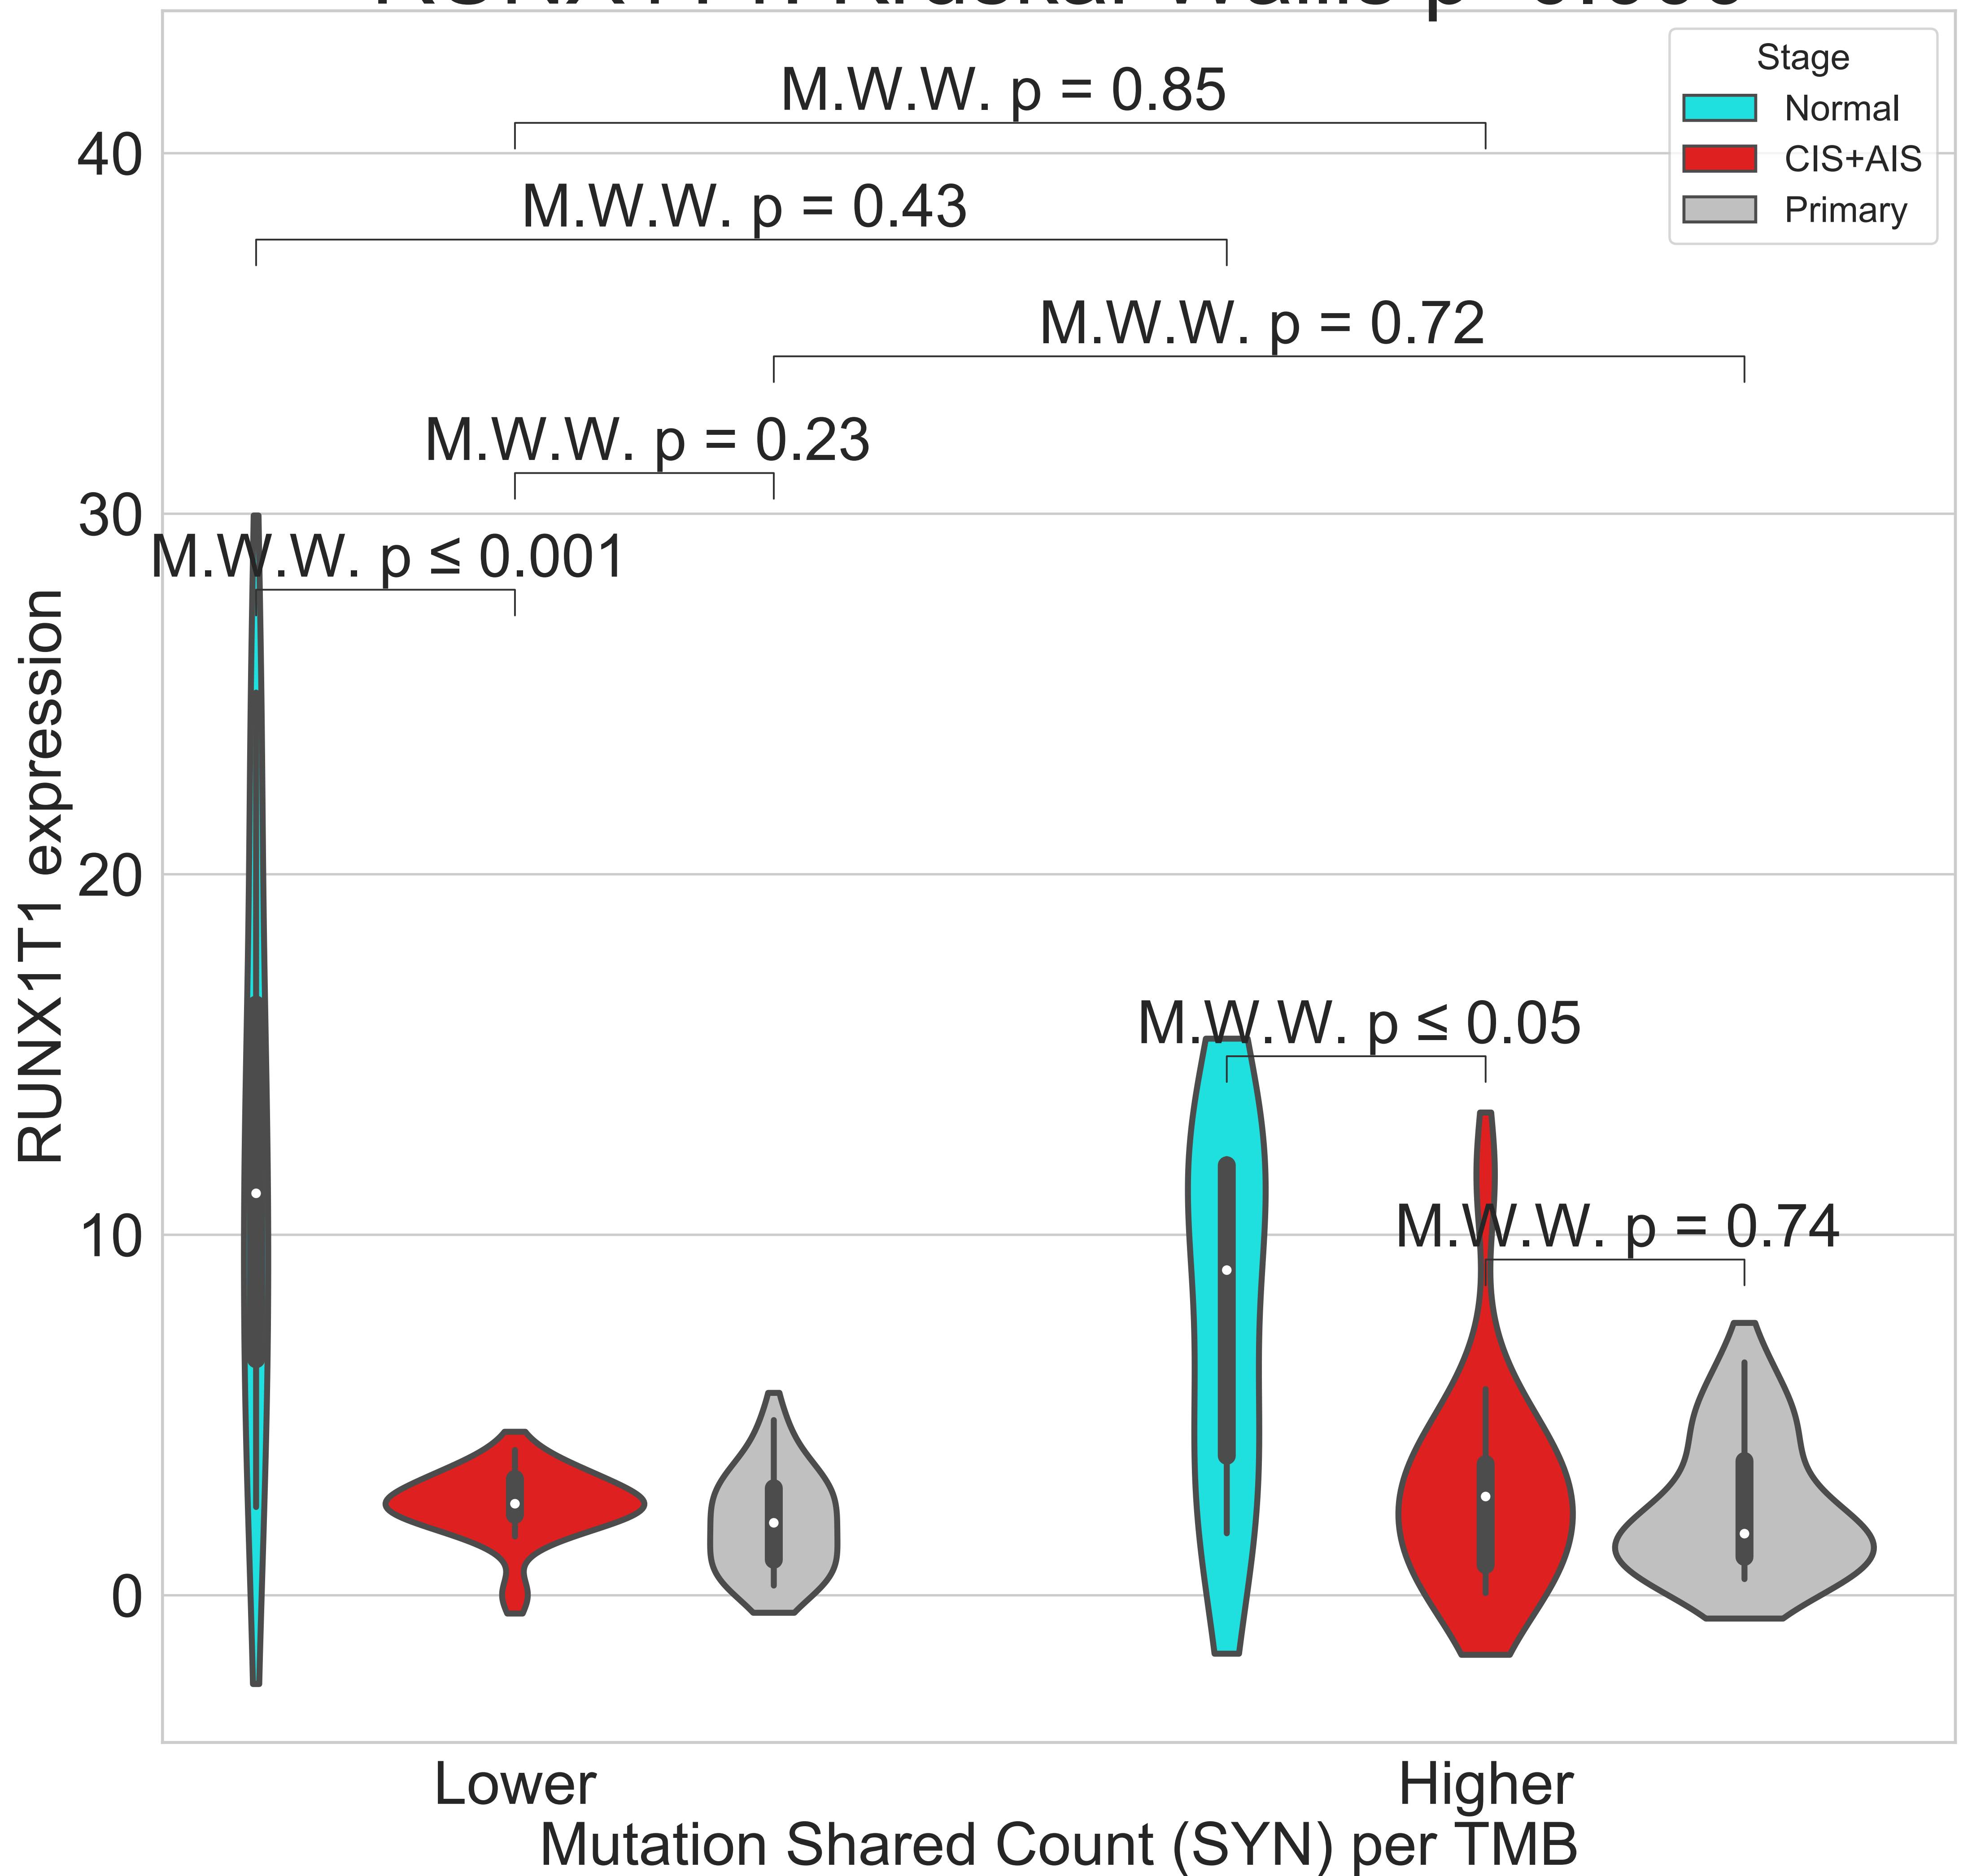 Stage
Normal
CIS+AIS
Primary
M.W.W. p = 0.85
M.W.W. p = 0.43
M.W.W. p = 0.72
M.W.W. p = 0.23
M.W.W. p ≤ 0.001
M.W.W. p ≤ 0.05
M.W.W. p = 0.74
40
30
20
10
0
RUNX1T1 expression
Lower
Higher
Mutation Shared Count (SYN) per TMB